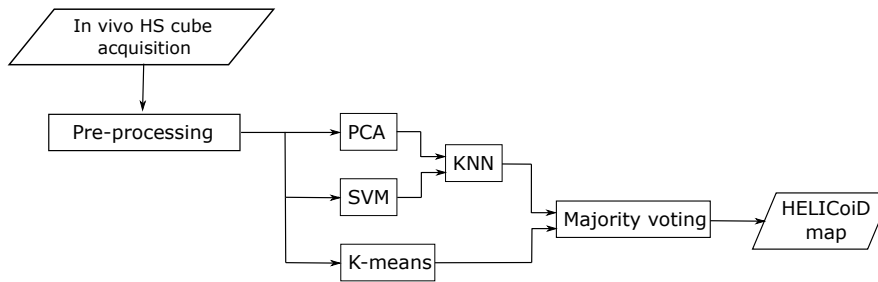 In vivo HS cube
acquisition
Pre-processing
PCA
KNN
SVM
K-means
Majority voting
HELICoiD
map